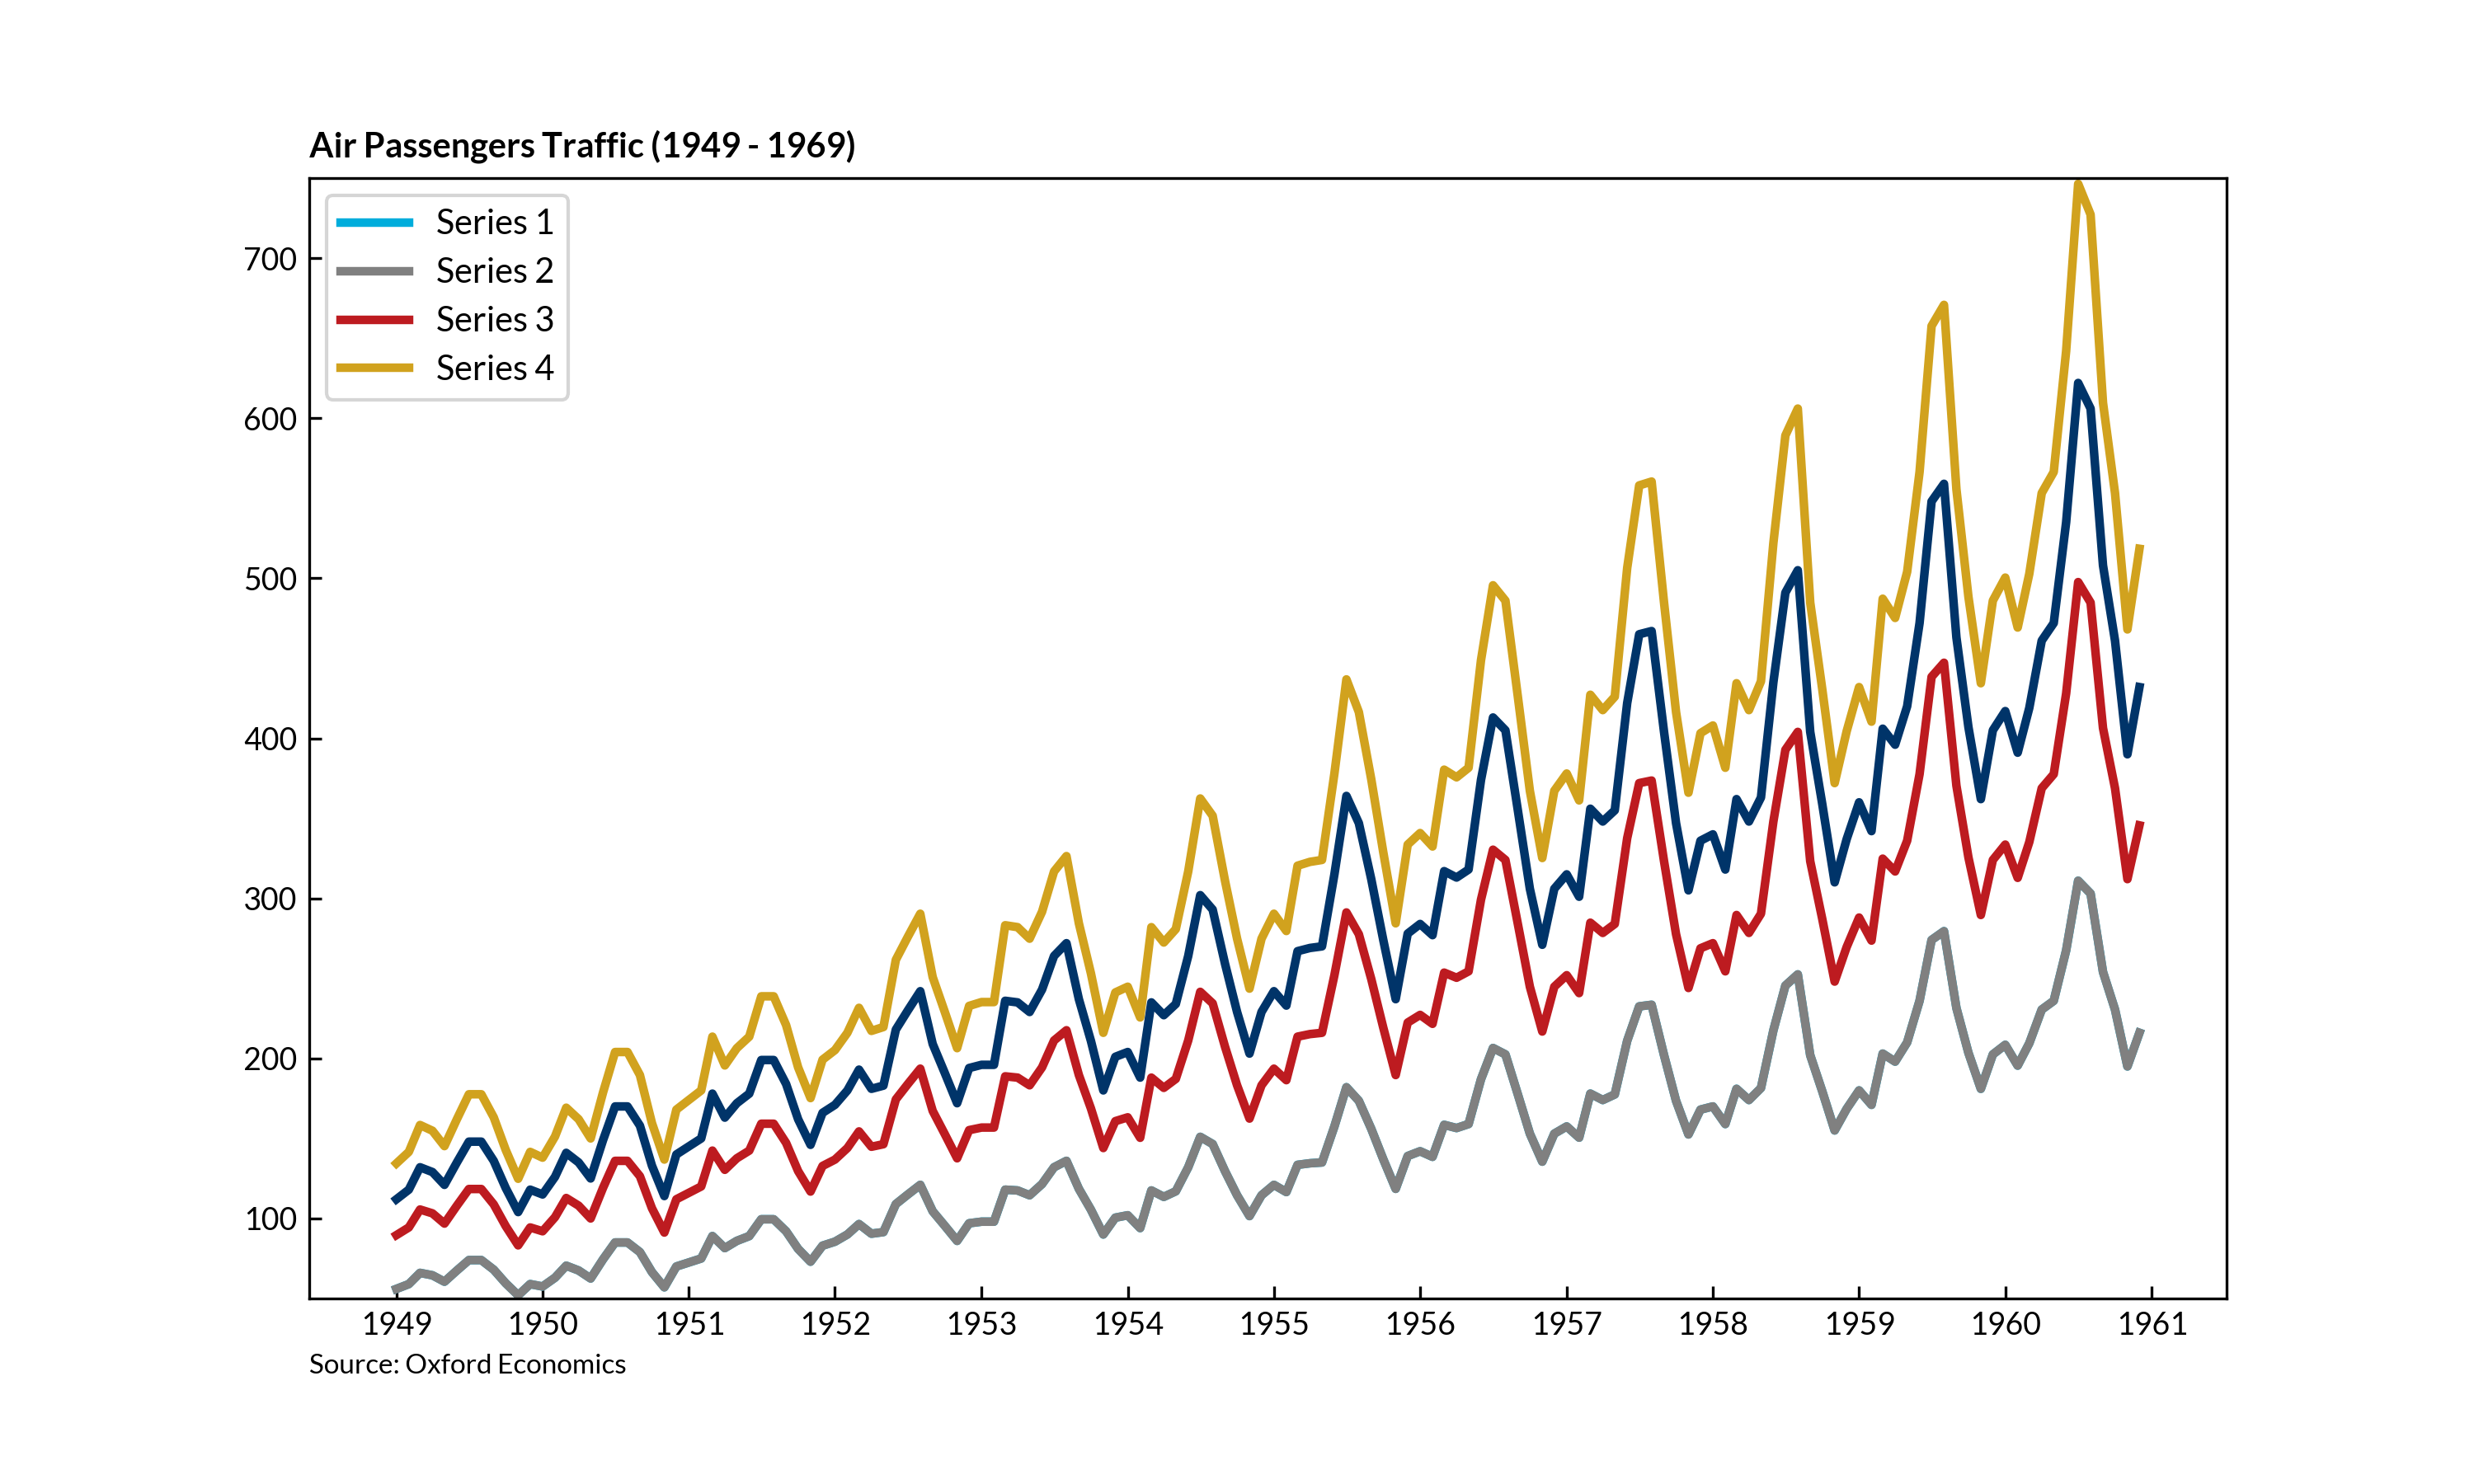 Air Passengers Traffic (1949 - 1969)
Series 1
Series 2
Series 3
Series 4
700
600
500
400
300
200
100
1949 1950 1951 1952 1953 1954 1955 1956 1957 1958 1959 1960 1961
Source: Oxford Economics